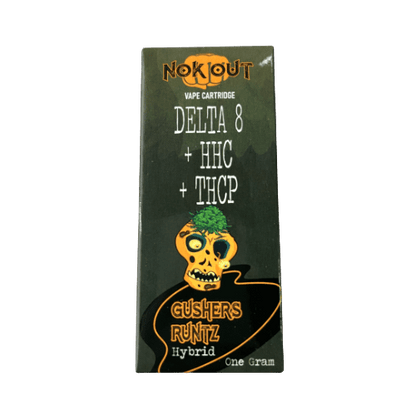 NOKOUT
VAPE CARTRIDGE
DELTA 8
+ HHC
+ THCP
GUSHERS
RUNTZ
Hybrid
One Gram